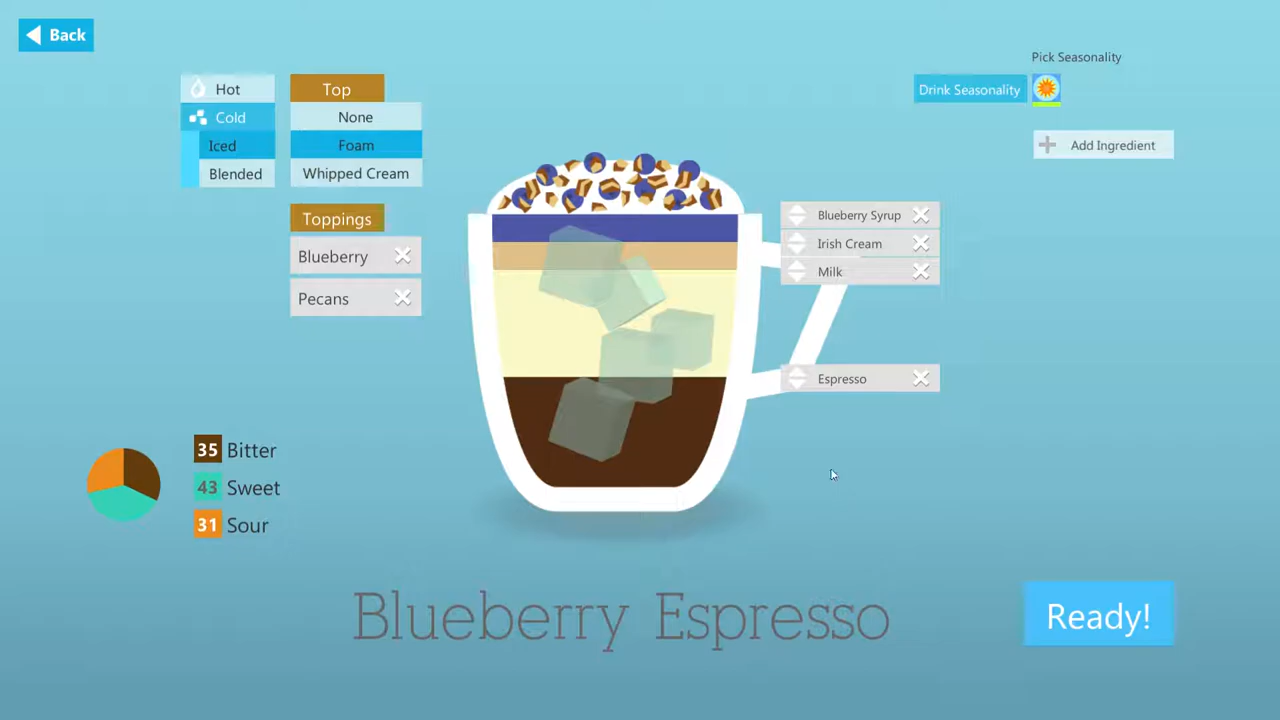 Back
Pick Seasonality
Drink Seasonality
Add Ingredient
Hot
Cold
Iced
Blended
Top
None
Foam
Whipped Cream
Toppings
Blueberry
Pecans
Blueberry Syrup
Irish Cream
Milk
Espresso
35 Bitter
43 Sweet
31 Sour
Blueberry Espresso
Ready!